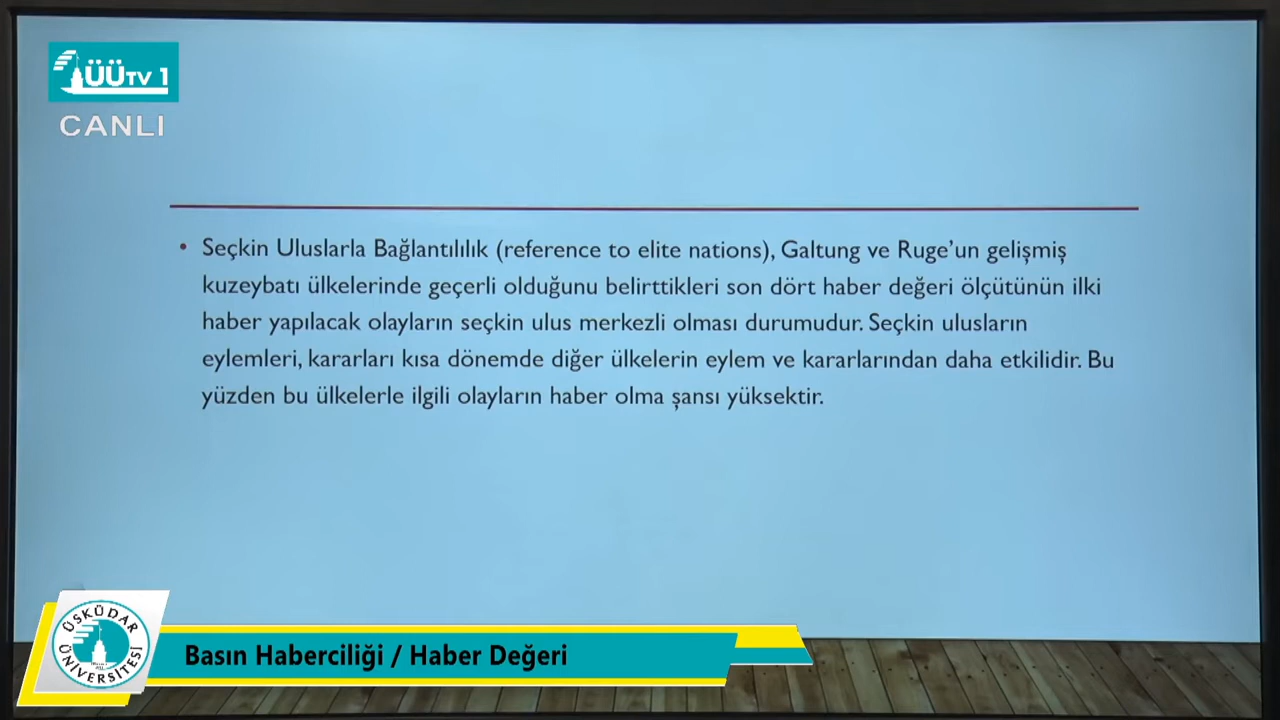 ÜÜTV 1
CANLI
• Seçkin Uluslarla Bağlantılılık (reference to elite nations), Galtung ve Ruge’un gelişmiş
kuzeybatı ülkelerinde geçerli olduğunu belirttikleri son dört haber değeri ölçütünün ilki
haber yapılacak olayların seçkin ulus merkezli olması durumudur. Seçkin ulusların
eylemleri, kararları kısa dönemde diğer ülkelerin eylem ve kararlarından daha etkilidir. Bu
yüzden bu ülkelerle ilgili olayların haber olma şansı yüksektir.
ÜSKÜDAR
ÜNİVERSİTESİ
Basın Haberciliği / Haber Değeri